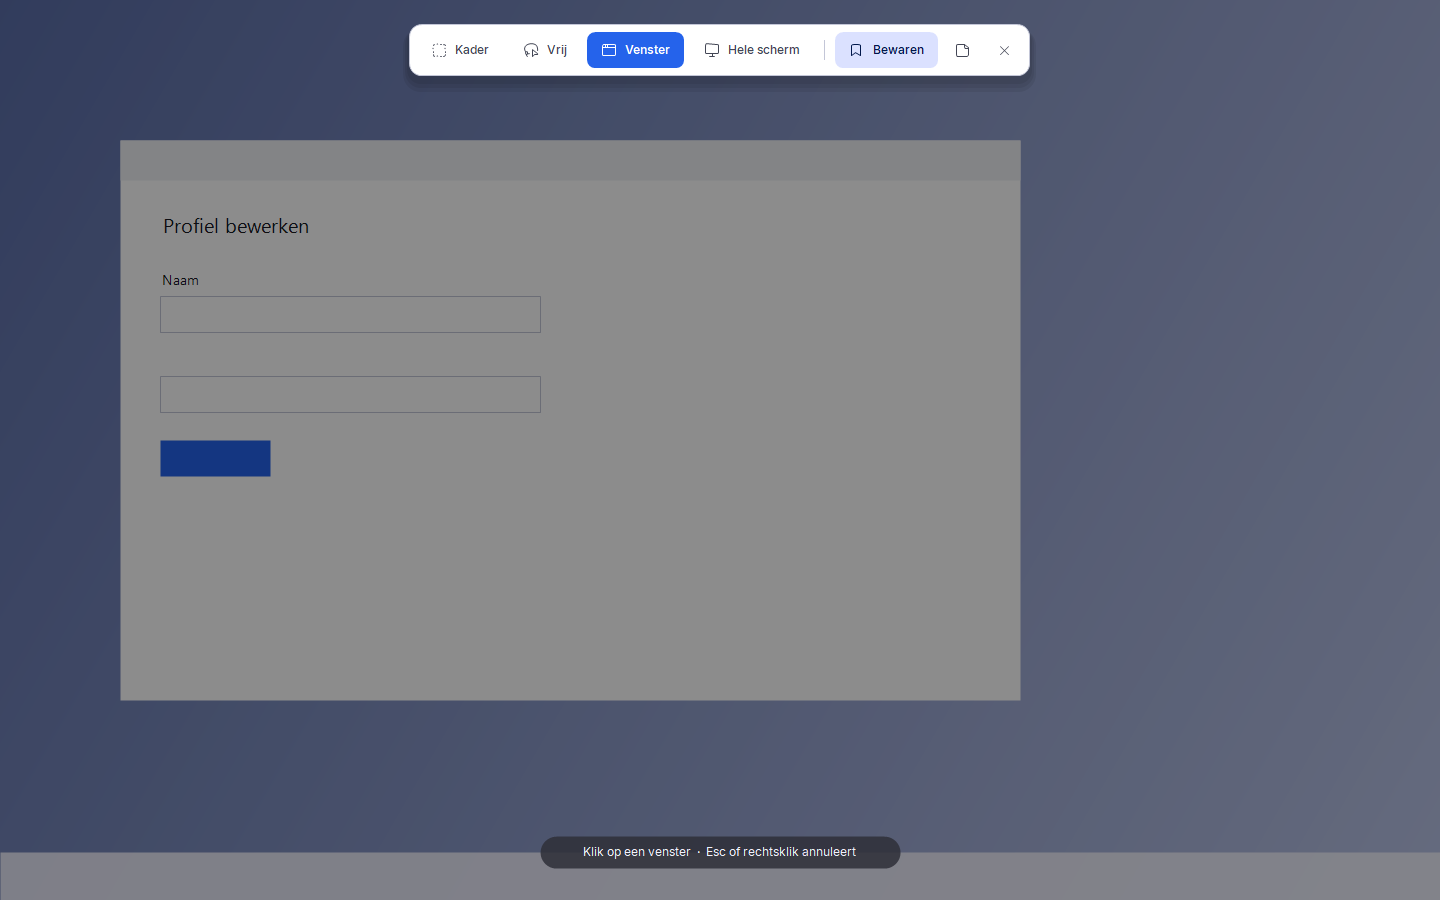 Kader Vrij Venster Hele scherm Bewaren
Profiel bewerken
Naam
Klik op een venster · Esc of rechtsklik annuleert